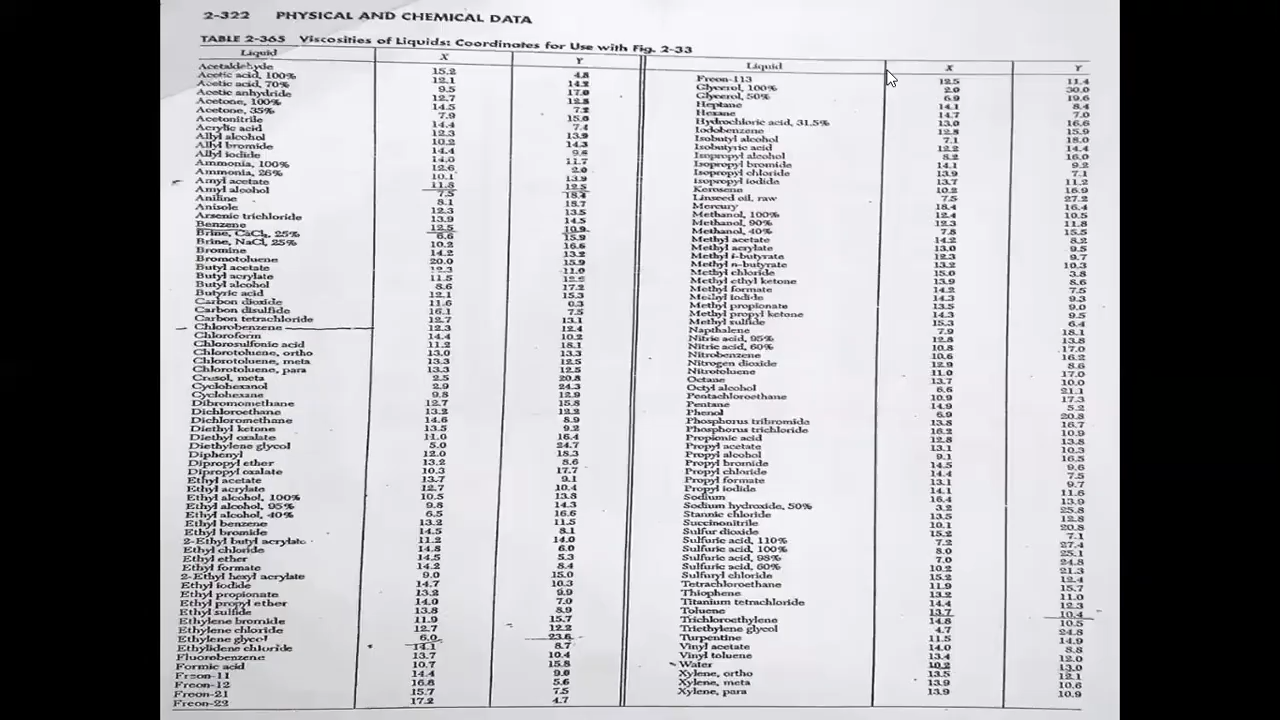 2-322 PHYSICAL AND CHEMICAL DATA
TABLE 2-365 Viscosities of Liquids: Coordinates for Use with Fig. 2-33
Liquid X Y
Acetaldehyde 15.2 4.8
Acetic acid, 100% 12.1 14.2
Acetic acid, 70% 9.5 17.0
Acetic anhydride 12.7 12.8
Acetone, 100% 14.5 7.2
Acetone, 35% 7.9 15.0
Acetonitrile 14.4 7.4
Acrylic acid 12.3 13.9
Allyl alcohol 10.2 14.3
Allyl bromide 14.4 9.6
Allyl iodide 14.0 11.7
Ammonia, 100% 12.6 2.0
Ammonia, 26% 10.1 13.9
Amyl acetate 11.8 12.5
Amyl alcohol 7.5 18.4
Aniline 8.1 18.7
Anisole 12.3 13.5
Arsenic trichloride 13.9 14.5
Benzene 12.5 10.9
Brine, CaCl₂, 25% 6.6 15.9
Brine, NaCl, 25% 10.2 16.6
Bromine 14.2 13.2
Bromotoluene 20.0 15.9
Butyl acetate 12.3 11.0
Butyl acrylate 11.5 12.6
Butyl alcohol 8.6 17.2
Butyric acid 12.1 15.3
Carbon dioxide 11.6 0.3
Carbon disulfide 16.1 7.5
Carbon tetrachloride 12.7 13.1
Chlorobenzene 12.3 12.4
Chloroform 14.4 10.2
Chlorosulfonic acid 11.2 18.1
Chlorotoluene, ortho 13.0 13.3
Chlorotoluene, meta 13.3 12.5
Chlorotoluene, para 13.3 12.5
Cresol, meta 2.5 20.8
Cyclohexanol 2.9 24.3
Cyclohexane 9.8 12.9
Dibromomethane 12.7 15.8
Dichloroethane 13.2 12.2
Dichloromethane 14.6 8.9
Diethyl ketone 13.5 9.2
Diethyl oxalate 11.0 16.4
Diethylene glycol 5.0 24.7
Diphenyl 12.0 18.3
Dipropyl ether 13.2 8.6
Dipropyl oxalate 10.3 17.7
Ethyl acetate 13.7 9.1
Ethyl acrylate 12.7 10.4
Ethyl alcohol, 100% 10.5 13.8
Ethyl alcohol, 95% 9.8 14.3
Ethyl alcohol, 40% 6.5 16.6
Ethyl benzene 13.2 11.5
Ethyl bromide 14.5 8.1
2-Ethyl butyl acrylate 11.2 14.0
Ethyl chloride 14.8 6.0
Ethyl ether 14.5 5.3
Ethyl formate 14.2 8.4
2-Ethyl hexyl acrylate 9.0 15.0
Ethyl iodide 14.7 10.3
Ethyl propionate 13.2 9.9
Ethyl propyl ether 14.0 7.0
Ethyl sulfide 13.8 8.9
Ethylene bromide 11.9 15.7
Ethylene chloride 12.7 12.2
Ethylene glycol 6.0 23.6
Ethylidene chloride 14.1 8.7
Fluorobenzene 13.7 10.4
Formic acid 10.7 15.8
Freon-11 14.4 9.0
Freon-12 16.8 5.6
Freon-21 15.7 7.5
Freon-22 17.2 4.7
Liquid X Y
Freon-113 12.5 11.4
Glycerol, 100% 2.0 30.0
Glycerol, 50% 6.9 19.6
Heptane 14.1 8.4
Hexane 14.7 7.0
Hydrochloric acid, 31.5% 13.0 16.6
Iodobenzene 12.8 15.9
Isobutyl alcohol 7.1 18.0
Isobutyric acid 12.2 14.4
Isopropyl alcohol 8.2 16.0
Isopropyl bromide 14.1 9.2
Isopropyl chloride 13.9 7.1
Isopropyl iodide 13.7 11.2
Kerosene 10.2 16.9
Linseed oil, raw 7.5 27.2
Mercury 18.4 16.4
Methanol, 100% 12.4 10.5
Methanol, 90% 12.3 11.8
Methanol, 40% 7.8 15.5
Methyl acetate 14.2 8.2
Methyl acrylate 13.0 9.5
Methyl i-butyrate 12.3 9.7
Methyl n-butyrate 13.2 10.3
Methyl chloride 15.0 3.8
Methyl ethyl ketone 13.9 8.6
Methyl formate 14.2 7.5
Methyl iodide 14.3 9.3
Methyl propionate 13.5 9.0
Methyl propyl ketone 14.3 9.5
Methyl sulfide 15.3 6.4
Napthalene 7.9 18.1
Nitric acid, 95% 12.8 13.8
Nitric acid, 60% 10.8 17.0
Nitrobenzene 10.6 16.2
Nitrogen dioxide 12.9 8.6
Nitrotoluene 11.0 17.0
Octane 13.7 10.0
Octyl alcohol 6.6 21.1
Pentachloroethane 10.9 17.3
Pentane 14.9 5.2
Phenol 6.9 20.8
Phosphorus tribromide 13.8 16.7
Phosphorus trichloride 16.2 10.9
Propionic acid 12.8 13.8
Propyl acetate 13.1 10.3
Propyl alcohol 9.1 16.5
Propyl bromide 14.5 9.6
Propyl chloride 14.4 7.5
Propyl formate 13.1 9.7
Propyl iodide 14.1 11.6
Sodium 16.4 13.9
Sodium hydroxide, 50% 3.2 25.8
Stannic chloride 13.5 12.8
Succinonitrile 10.1 20.8
Sulfur dioxide 15.2 7.1
Sulfuric acid, 110% 7.2 27.4
Sulfuric acid, 100% 8.0 25.1
Sulfuric acid, 98% 7.0 24.8
Sulfuric acid, 60% 10.2 21.3
Sulfuryl chloride 15.2 12.4
Tetrachloroethane 11.9 15.7
Thiophene 13.2 11.0
Titanium tetrachloride 14.4 12.3
Toluene 13.7 10.4
Trichloroethylene 14.8 10.5
Triethylene glycol 4.7 24.8
Turpentine 11.5 14.9
Vinyl acetate 14.0 8.8
Vinyl toluene 13.4 12.0
Water 10.2 13.0
Xylene, ortho 13.5 12.1
Xylene, meta 13.9 10.6
Xylene, para 13.9 10.9